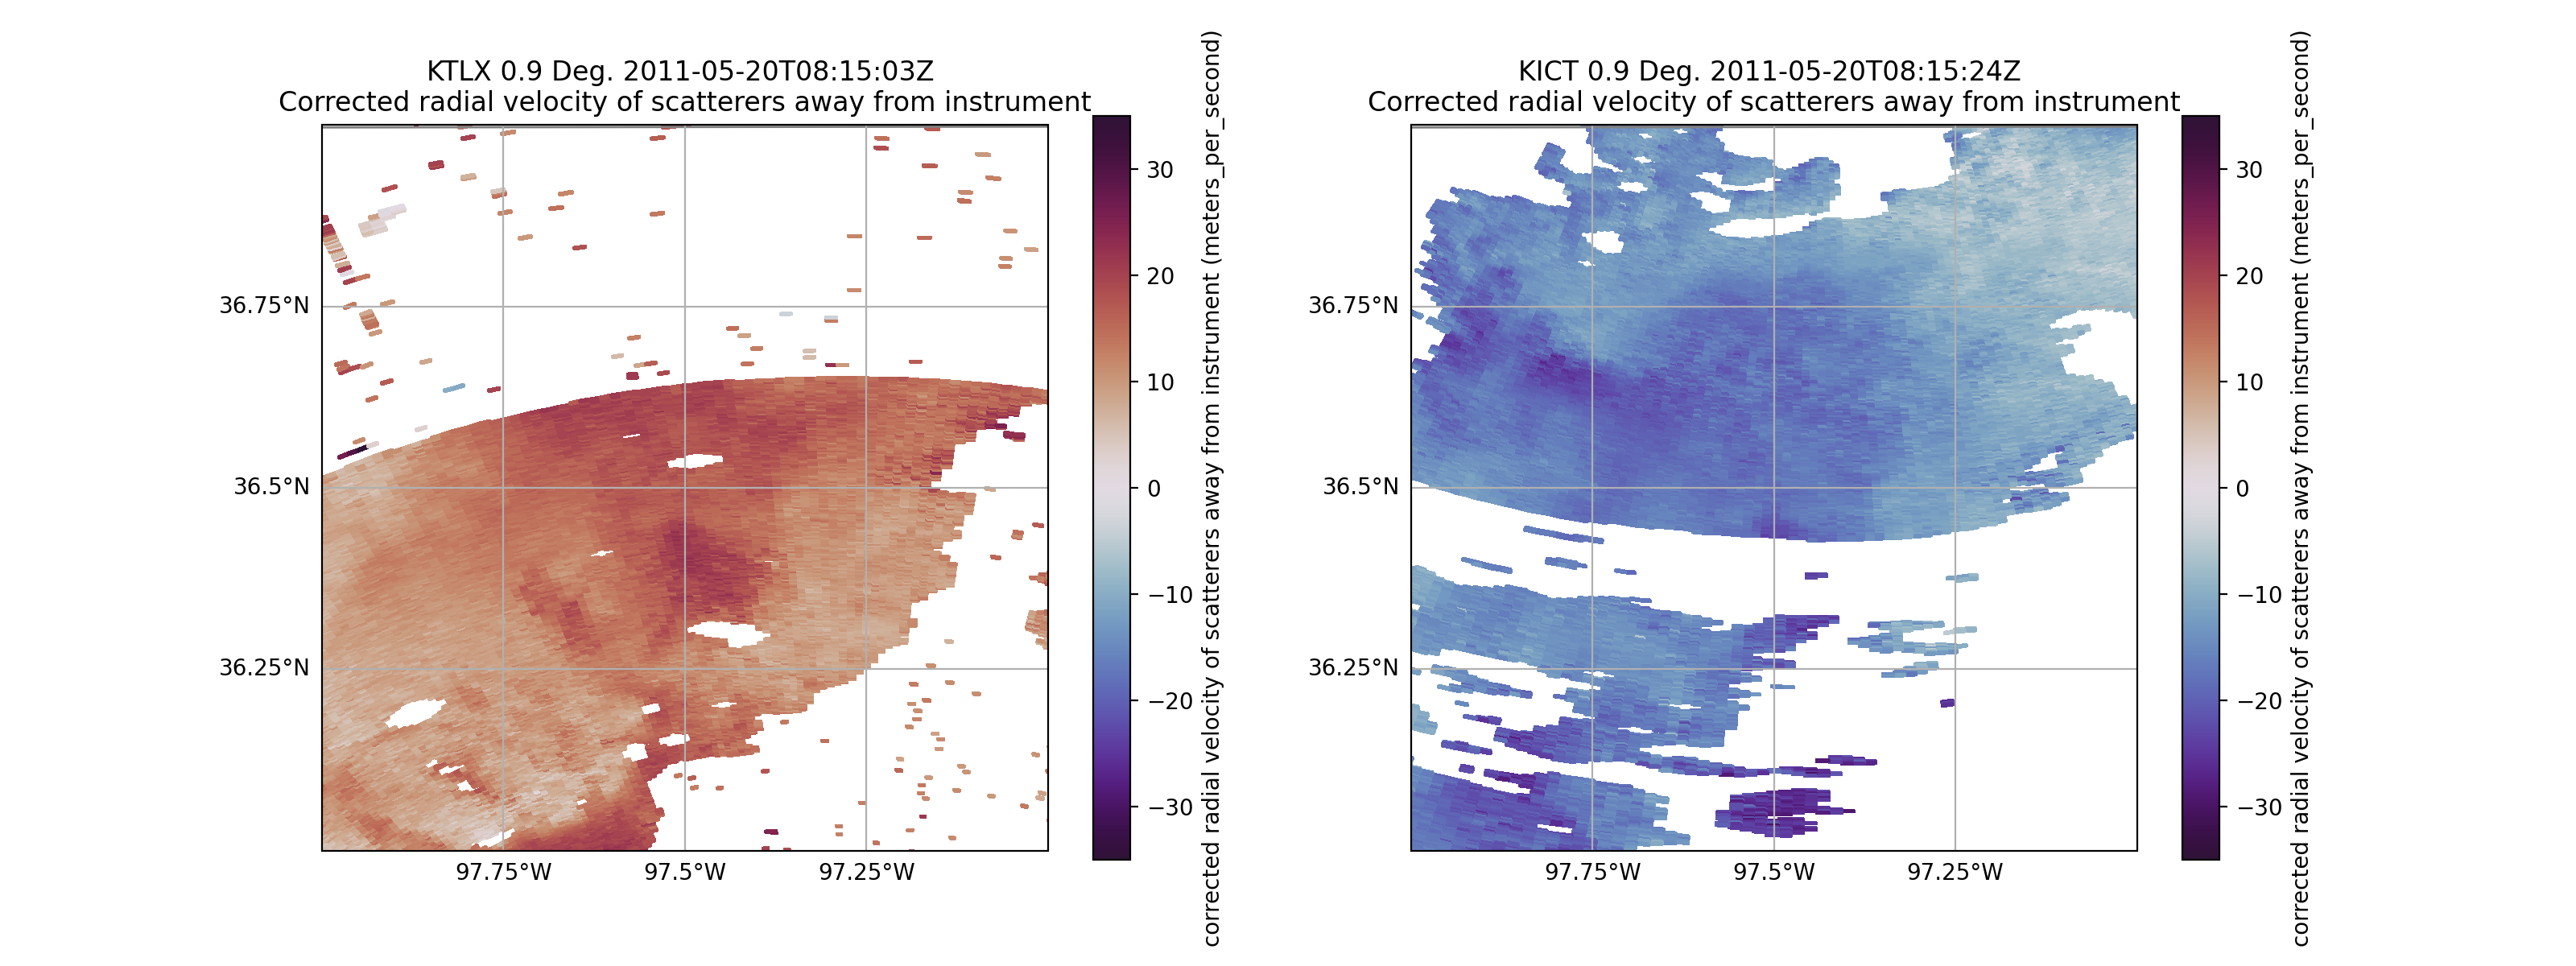 KTLX 0.9 Deg. 2011-05-20T08:15:03Z
Corrected radial velocity of scatterers away from instrument
36.75°N
36.5°N
36.25°N
97.75°W
97.5°W
97.25°W
30
20
10
0
−10
−20
−30
corrected radial velocity of scatterers away from instrument (meters_per_second)
KICT 0.9 Deg. 2011-05-20T08:15:24Z
Corrected radial velocity of scatterers away from instrument
36.75°N
36.5°N
36.25°N
97.75°W
97.5°W
97.25°W
30
20
10
0
−10
−20
−30
corrected radial velocity of scatterers away from instrument (meters_per_second)